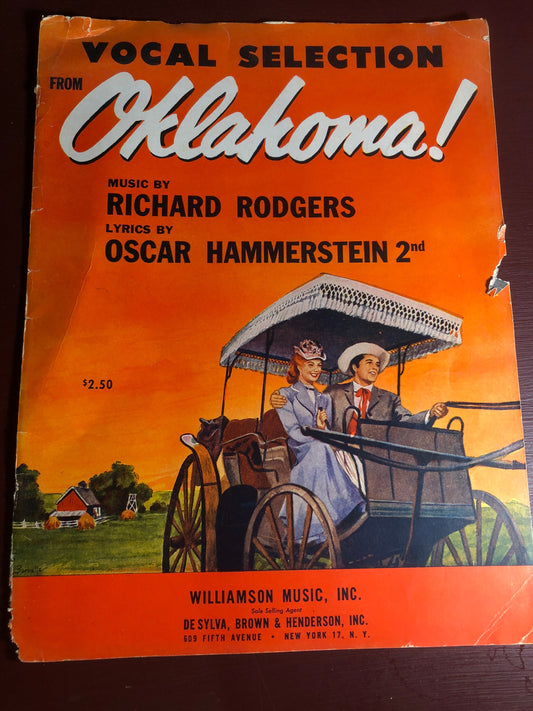 VOCAL SELECTION
FROM
Oklahoma!
MUSIC BY
RICHARD RODGERS
LYRICS BY
OSCAR HAMMERSTEIN 2nd
$2.50
WILLIAMSON MUSIC, INC.
Sole Selling Agent
DE SYLVA, BROWN & HENDERSON, INC.
609 FIFTH AVENUE • NEW YORK 17, N. Y.